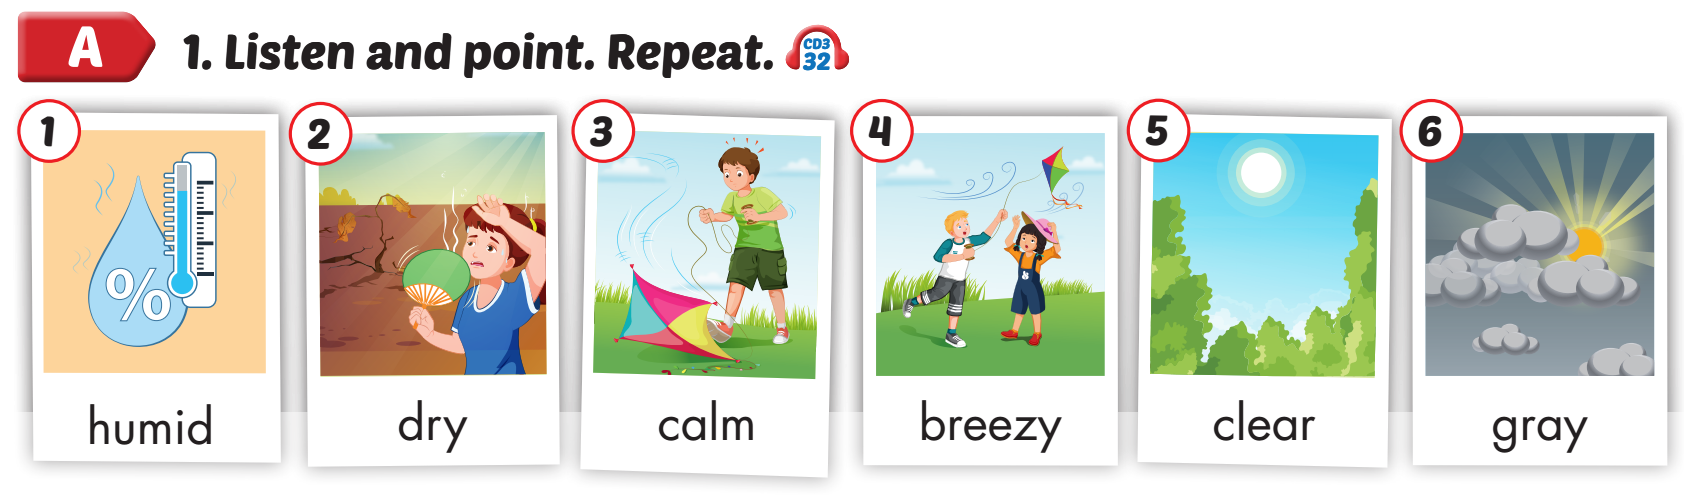 A
1. Listen and point. Repeat.
CD3
32
1
2
3
4
5
6
%
humid
dry
calm
breezy
clear
gray